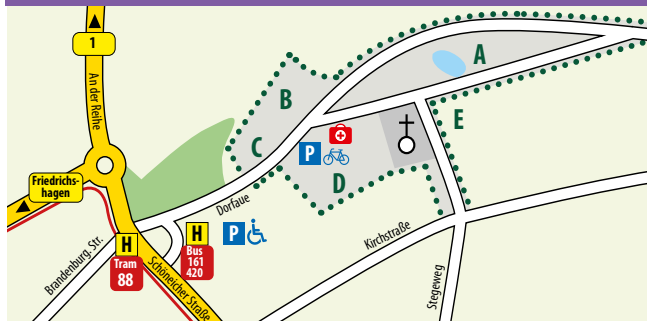 1
An der Reihe
Friedrichs-
hagen
A
B
C
D
E
P
Dorfaue
H
Bus
161
420
P
H
Tram
88
Brandenburg. Str.
Schöneicher Straße
Kirchstraße
Stegeweg